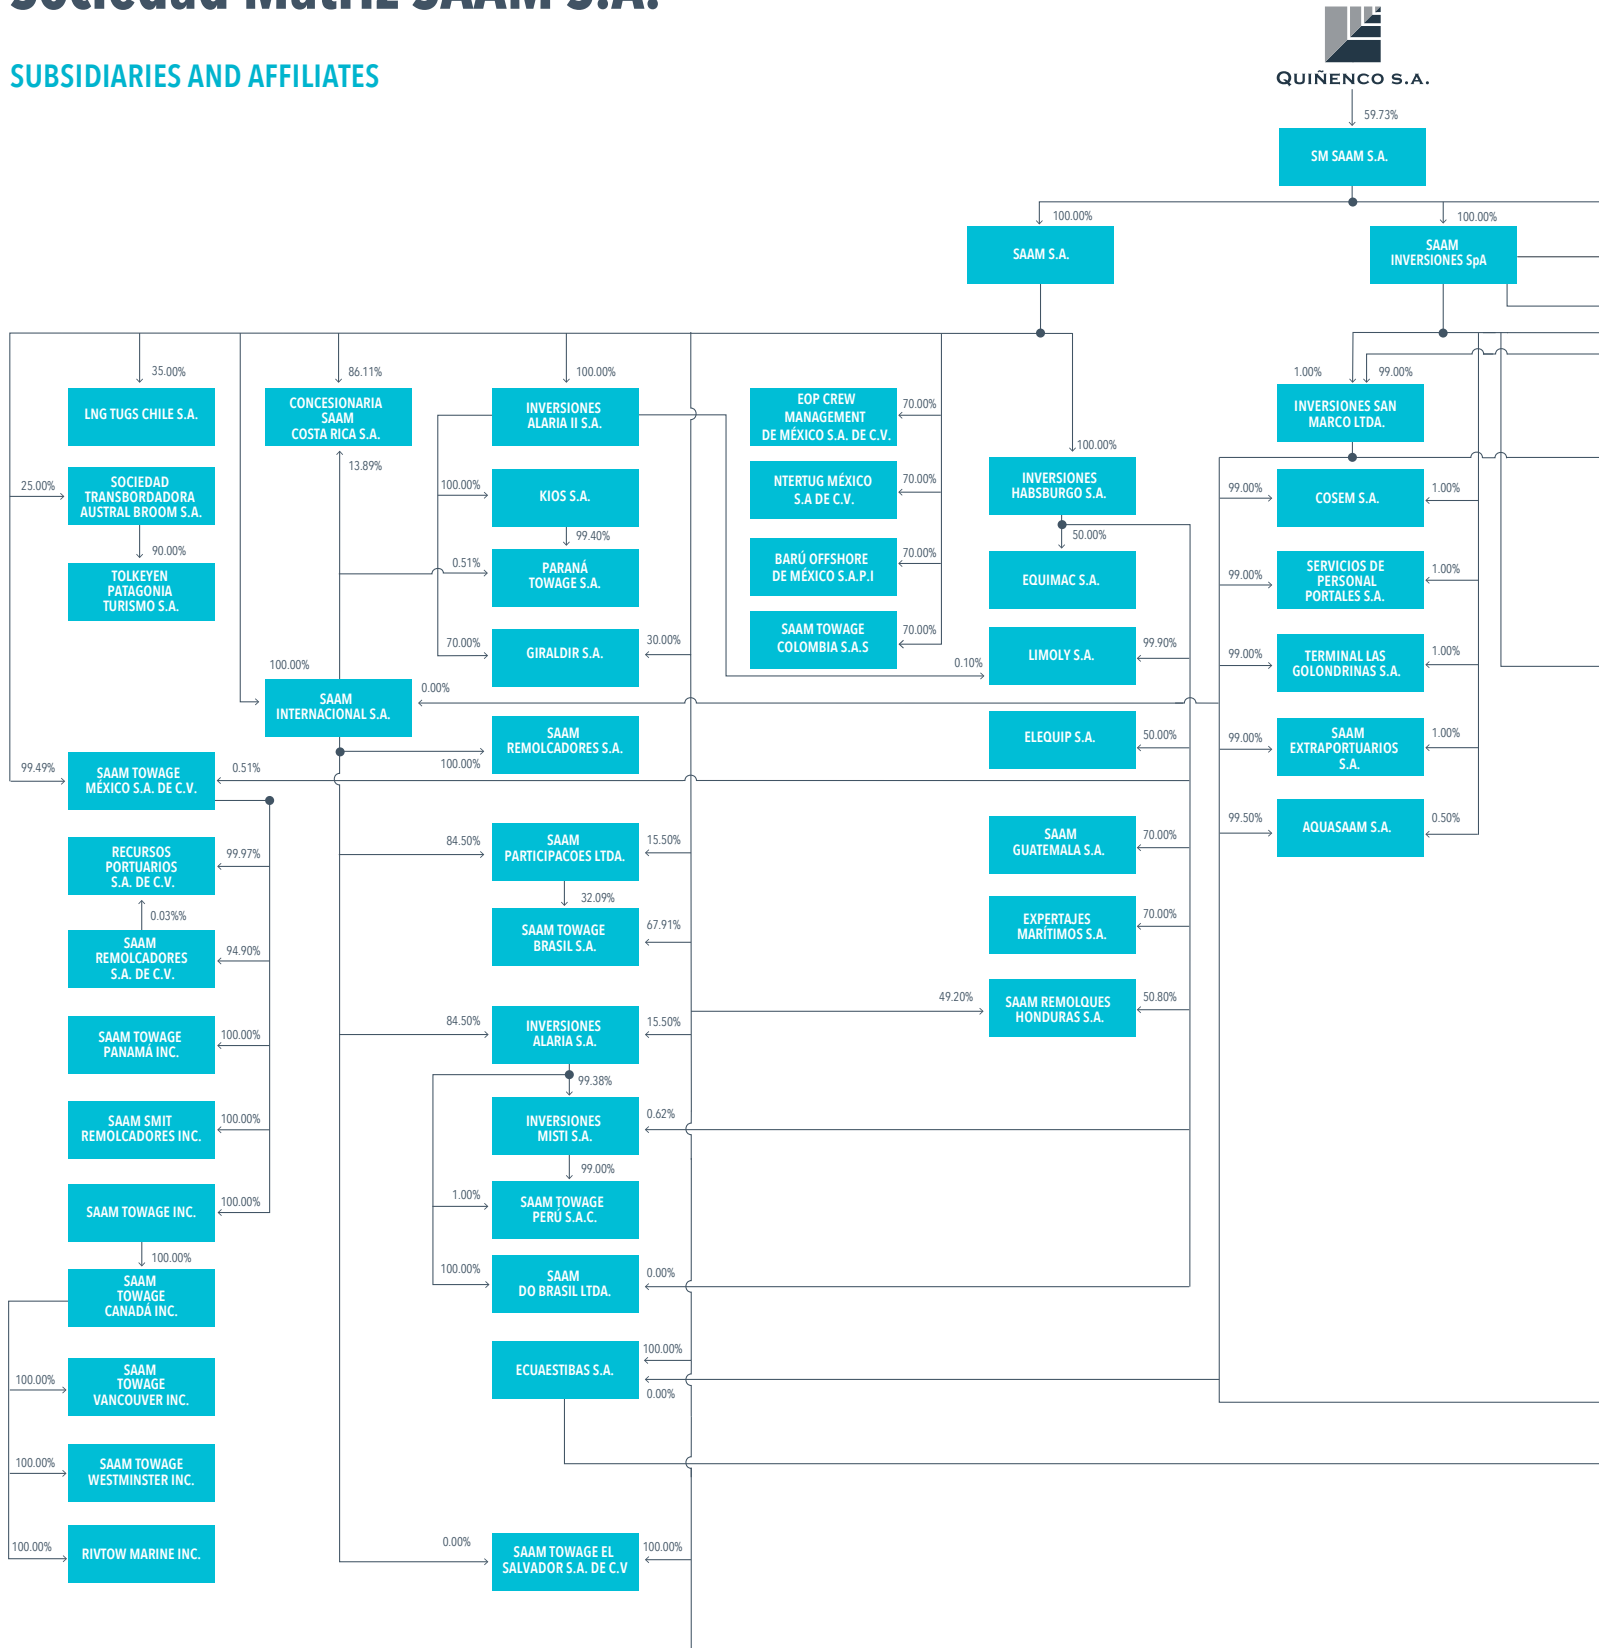 Sociedad Matriz SAAM S.A.
SUBSIDIARIES AND AFFILIATES
QUIÑENCO S.A.
59.73%
SM SAAM S.A.
100.00%
100.00%
SAAM S.A.
SAAM
INVERSIONES SpA
35.00%
86.11%
100.00%
1.00%
99.00%
LNG TUGS CHILE S.A.
CONCESIONARIA
SAAM
COSTA RICA S.A.
INVERSIONES
ALARIA II S.A.
EOP CREW
MANAGEMENT
DE MÉXICO S.A. DE C.V.
70.00%
INVERSIONES SAN
MARCO LTDA.
13.89%
100.00%
25.00%
SOCIEDAD
TRANSBORDADORA
AUSTRAL BROOM S.A.
100.00%
KIOS S.A.
NTERTUG MÉXICO
S.A DE C.V.
70.00%
INVERSIONES
HABSBURGO S.A.
99.00%
COSEM S.A.
1.00%
90.00%
99.40%
50.00%
TOLKEYEN
PATAGONIA
TURISMO S.A.
0.51%
PARANÁ
TOWAGE S.A.
BARÚ OFFSHORE
DE MÉXICO S.A.P.I
70.00%
EQUIMAC S.A.
99.00%
SERVICIOS DE
PERSONAL
PORTALES S.A.
1.00%
70.00%
GIRALDIR S.A.
30.00%
SAAM TOWAGE
COLOMBIA S.A.S
70.00%
0.10%
LIMOLY S.A.
99.90%
99.00%
TERMINAL LAS
GOLONDRINAS S.A.
1.00%
100.00%
SAAM
INTERNACIONAL S.A.
0.00%
SAAM
REMOLCADORES S.A.
100.00%
ELEQUIP S.A.
50.00%
99.00%
SAAM
EXTRAPORTUARIOS
S.A.
1.00%
99.49%
SAAM TOWAGE
MÉXICO S.A. DE C.V.
0.51%
84.50%
SAAM
PARTICIPACOES LTDA.
15.50%
SAAM
GUATEMALA S.A.
70.00%
99.50%
AQUASAAM S.A.
0.50%
RECURSOS
PORTUARIOS
S.A. DE C.V.
99.97%
32.09%
0.03%%
SAAM
REMOLCADORES
S.A. DE C.V.
94.90%
SAAM TOWAGE
BRASIL S.A.
67.91%
EXPERTAJES
MARÍTIMOS S.A.
70.00%
49.20%
SAAM REMOLQUES
HONDURAS S.A.
50.80%
SAAM TOWAGE
PANAMÁ INC.
100.00%
84.50%
INVERSIONES
ALARIA S.A.
15.50%
99.38%
SAAM SMIT
REMOLCADORES INC.
100.00%
INVERSIONES
MISTI S.A.
0.62%
99.00%
SAAM TOWAGE INC.
100.00%
1.00%
SAAM TOWAGE
PERÚ S.A.C.
100.00%
SAAM
TOWAGE
CANADÁ INC.
100.00%
SAAM
DO BRASIL LTDA.
0.00%
100.00%
SAAM
TOWAGE
VANCOUVER INC.
ECUAESTIBAS S.A.
100.00%
0.00%
100.00%
SAAM TOWAGE
WESTMINSTER INC.
100.00%
RIVTOW MARINE INC.
0.00%
SAAM TOWAGE EL
SALVADOR S.A. DE C.V
100.00%